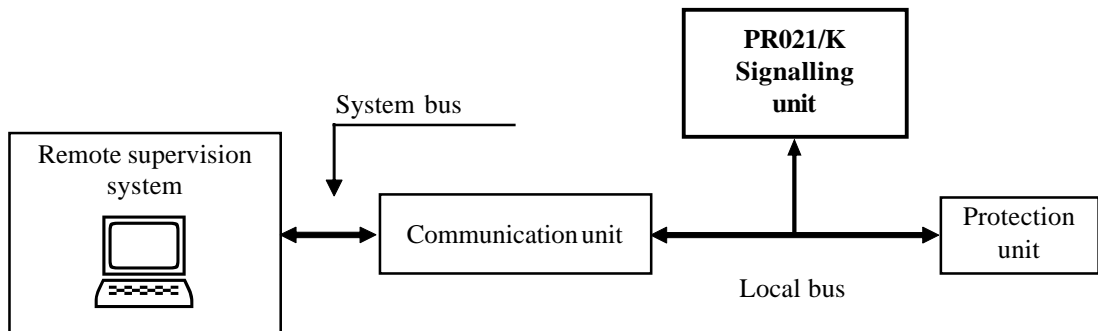 PR021/K
Signalling
unit
System bus
Remote supervision
system
Communication unit
Protection
unit
Local bus